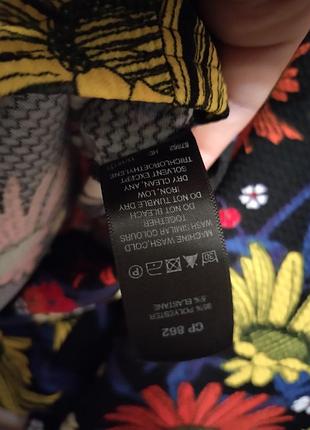 CP 862
95% POLYESTER
5% ELASTANE
30
P
MACHINE WASH,COLD
WASH SIMILAR COLOURS
TOGETHER
DO NOT BLEACH
DO NOT TUMBLE DRY
IRON, LOW
DRY CLEAN, ANY
SOLVENT EXCEPT
TRICHLOROETHYLENE